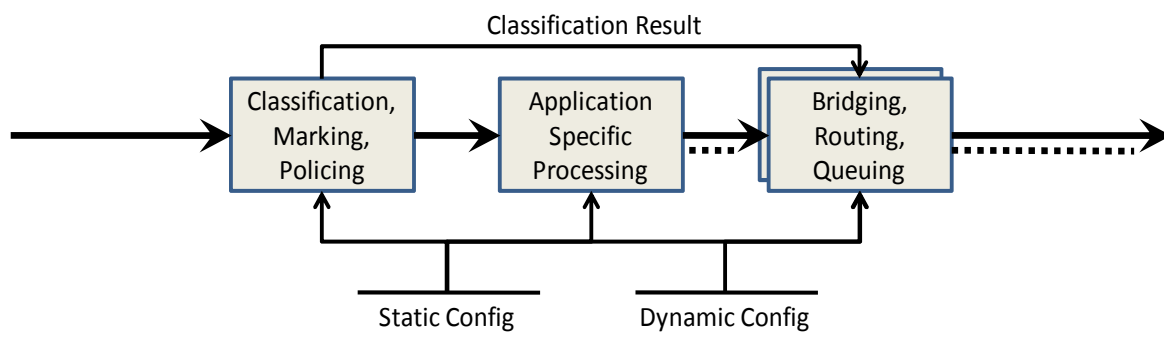 Classification Result
Classification,
Marking,
Policing
Application
Specific
Processing
Bridging,
Routing,
Queuing
Static Config
Dynamic Config